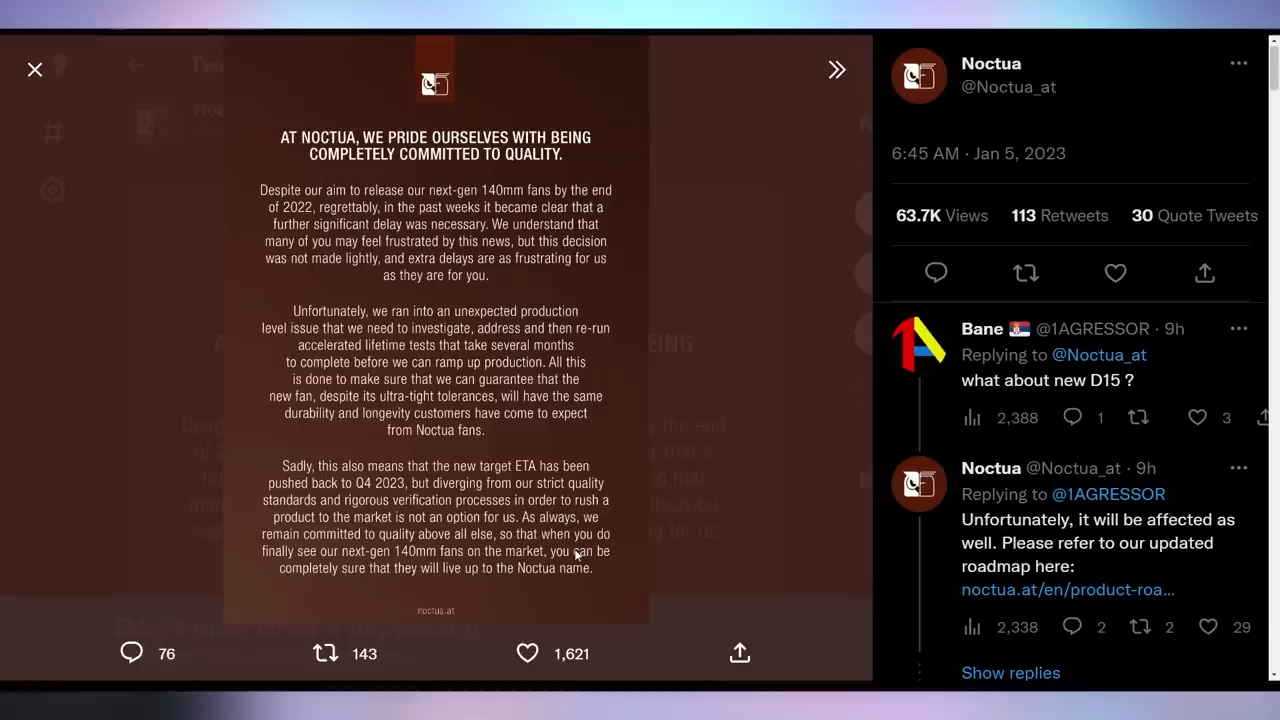 AT NOCTUA, WE PRIDE OURSELVES WITH BEING
COMPLETELY COMMITTED TO QUALITY.
Despite our aim to release our next-gen 140mm fans by the end
of 2022, regrettably, in the past weeks it became clear that a
further significant delay was necessary. We understand that
many of you may feel frustrated by this news, but this decision
was not made lightly, and extra delays are as frustrating for us
as they are for you.
Unfortunately, we ran into an unexpected production
level issue that we need to investigate, address and then re-run
accelerated lifetime tests that take several months
to complete before we can ramp up production. All this
is done to make sure that we can guarantee that the
new fan, despite its ultra-tight tolerances, will have the same
durability and longevity customers have come to expect
from Noctua fans.
Sadly, this also means that the new target ETA has been
pushed back to Q4 2023, but diverging from our strict quality
standards and rigorous verification processes in order to rush a
product to the market is not an option for us. As always, we
remain committed to quality above all else, so that when you do
finally see our next-gen 140mm fans on the market, you can be
completely sure that they will live up to the Noctua name.
noctua.at
76
143
1,621
Noctua
@Noctua_at
6:45 AM · Jan 5, 2023
63.7K Views 113 Retweets 30 Quote Tweets
Bane @1AGRESSOR · 9h
Replying to @Noctua_at
what about new D15 ?
2,388 1 3
Noctua @Noctua_at · 9h
Replying to @1AGRESSOR
Unfortunately, it will be affected as
well. Please refer to our updated
roadmap here:
noctua.at/en/product-roa...
2,338 2 2 29
Show replies